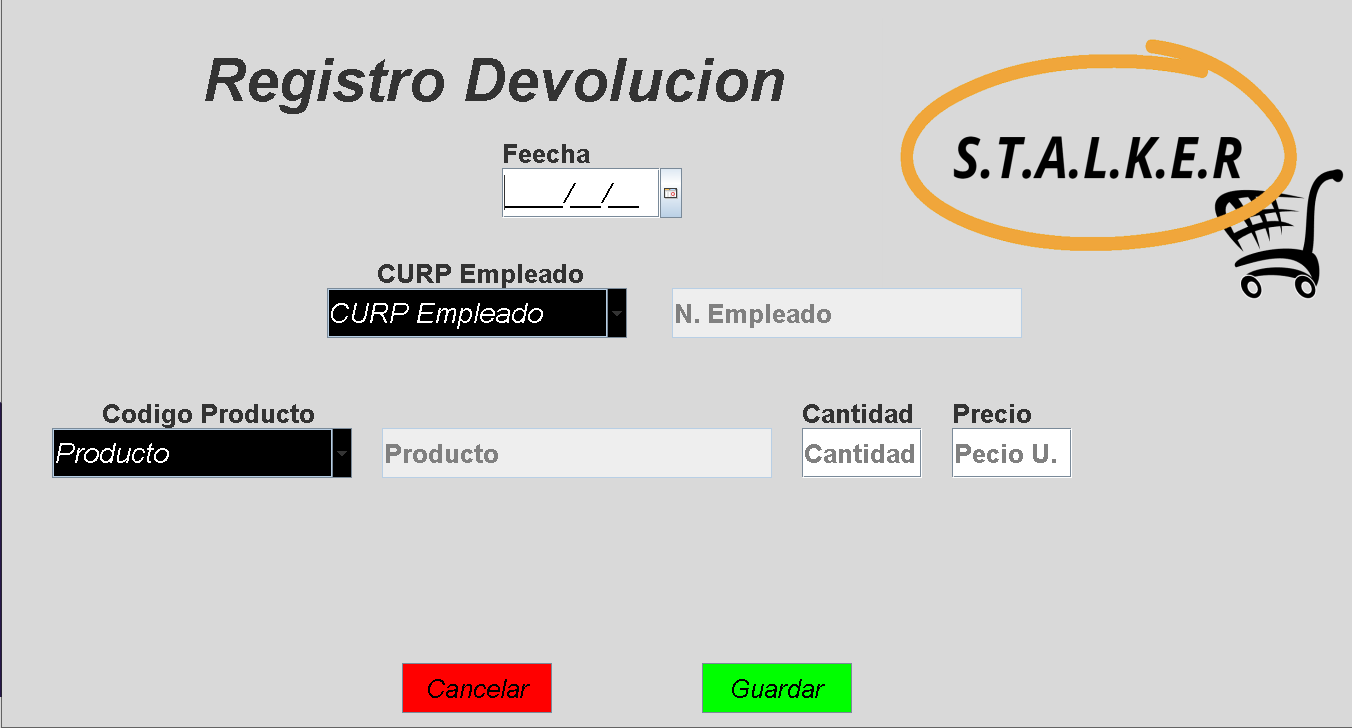 Registro Devolucion
S.T.A.L.K.E.R
Feecha
____/__/__
CURP Empleado
CURP Empleado
N. Empleado
Codigo Producto
Cantidad
Precio
Producto
Producto
Cantidad
Pecio U.
Cancelar
Guardar